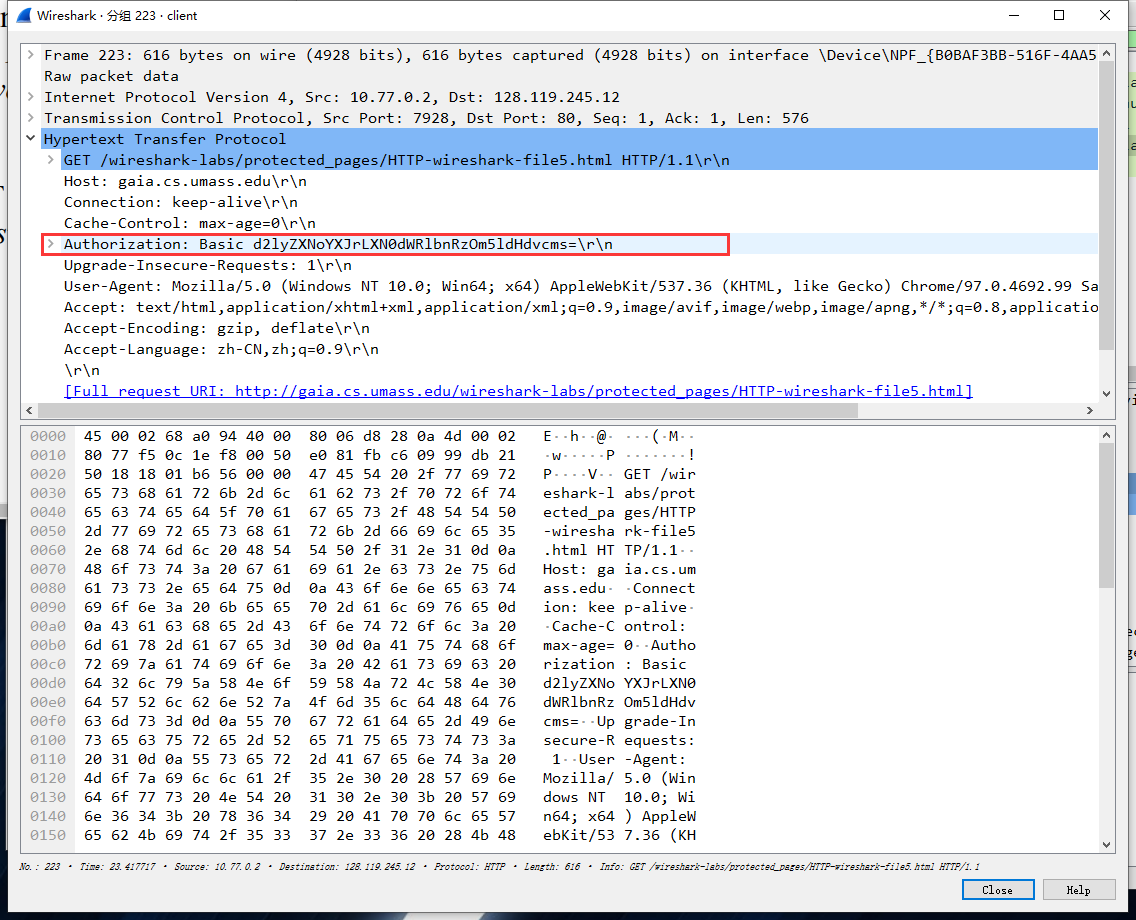 Wireshark · 分组 223 · client
Frame 223: 616 bytes on wire (4928 bits), 616 bytes captured (4928 bits) on interface \Device\NPF_{B0BAF3BB-516F-4AA5
Raw packet data
Internet Protocol Version 4, Src: 10.77.0.2, Dst: 128.119.245.12
Transmission Control Protocol, Src Port: 7928, Dst Port: 80, Seq: 1, Ack: 1, Len: 576
Hypertext Transfer Protocol
GET /wireshark-labs/protected_pages/HTTP-wireshark-file5.html HTTP/1.1\r\n
Host: gaia.cs.umass.edu\r\n
Connection: keep-alive\r\n
Cache-Control: max-age=0\r\n
Authorization: Basic d2lyZXNoYXJrLXN0dWRlbnRzOm5ldHdvcms=\r\n
Upgrade-Insecure-Requests: 1\r\n
User-Agent: Mozilla/5.0 (Windows NT 10.0; Win64; x64) AppleWebKit/537.36 (KHTML, like Gecko) Chrome/97.0.4692.99 Sa
Accept: text/html,application/xhtml+xml,application/xml;q=0.9,image/avif,image/webp,image/apng,*/*;q=0.8,application
Accept-Encoding: gzip, deflate\r\n
Accept-Language: zh-CN,zh;q=0.9\r\n
\r\n
[Full request URI: http://gaia.cs.umass.edu/wireshark-labs/protected_pages/HTTP-wireshark-file5.html]
0000 45 00 02 68 a0 94 40 00 80 06 d8 28 0a 4d 00 02 E··h··@· ···(·M··
0010 80 77 f5 0c 1e f8 00 50 e0 81 fb c6 09 99 db 21 ·w·····P ·······!
0020 50 18 18 01 b6 56 00 00 47 45 54 20 2f 77 69 72 P····V·· GET /wir
0030 65 73 68 61 72 6b 2d 6c 61 62 73 2f 70 72 6f 74 eshark-l abs/prot
0040 65 63 74 65 64 5f 70 61 67 65 73 2f 48 54 54 50 ected_pa ges/HTTP
0050 2d 77 69 72 65 73 68 61 72 6b 2d 66 69 6c 65 35 -wiresha rk-file5
0060 2e 68 74 6d 6c 20 48 54 54 50 2f 31 2e 31 0d 0a .html HT TP/1.1··
0070 48 6f 73 74 3a 20 67 61 69 61 2e 63 73 2e 75 6d Host: ga ia.cs.um
0080 61 73 73 2e 65 64 75 0d 0a 43 6f 6e 6e 65 63 74 ass.edu· ·Connect
0090 69 6f 6e 3a 20 6b 65 65 70 2d 61 6c 69 76 65 0d ion: kee p-alive·
00a0 0a 43 61 63 68 65 2d 43 6f 6e 74 72 6f 6c 3a 20 ·Cache-C ontrol:
00b0 6d 61 78 2d 61 67 65 3d 30 0d 0a 41 75 74 68 6f max-age= 0··Autho
00c0 72 69 7a 61 74 69 6f 6e 3a 20 42 61 73 69 63 20 rization : Basic
00d0 64 32 6c 79 5a 58 4e 6f 59 58 4a 72 4c 58 4e 30 d2lyZXNo YXJrLXN0
00e0 64 57 52 6c 62 6e 52 7a 4f 6d 35 6c 64 48 64 76 dWRlbnRz Om5ldHdv
00f0 63 6d 73 3d 0d 0a 55 70 67 72 61 64 65 2d 49 6e cms=··Up grade-In
0100 73 65 63 75 72 65 2d 52 65 71 75 65 73 74 73 3a secure-R equests:
0110 20 31 0d 0a 55 73 65 72 2d 41 67 65 6e 74 3a 20 1··User -Agent:
0120 4d 6f 7a 69 6c 6c 61 2f 35 2e 30 20 28 57 69 6e Mozilla/ 5.0 (Win
0130 64 6f 77 73 20 4e 54 20 31 30 2e 30 3b 20 57 69 dows NT 10.0; Wi
0140 6e 36 34 3b 20 78 36 34 29 20 41 70 70 6c 65 57 n64; x64 ) AppleW
0150 65 62 4b 69 74 2f 35 33 37 2e 33 36 20 28 4b 48 ebKit/53 7.36 (KH
No.: 223 · Time: 23.417717 · Source: 10.77.0.2 · Destination: 128.119.245.12 · Protocol: HTTP · Length: 616 · Info: GET /wireshark-labs/protected_pages/HTTP-wireshark-file5.html HTTP/1.1
Close
Help